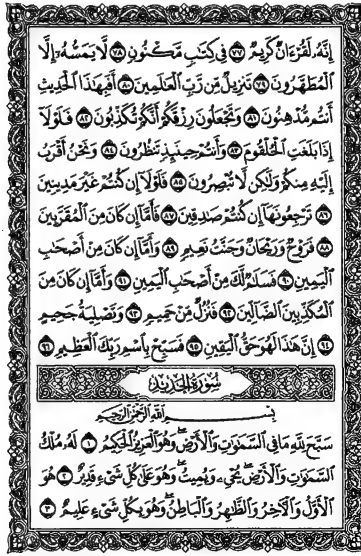 إِنَّهُۥ لَقُرْءَانٌ كَرِيمٌ ٧٧ فِى كِتَٰبٍ مَّكْنُونٍ ٧٨ لَّا يَمَسُّهُۥٓ إِلَّا
ٱلْمُطَهَّرُونَ ٧٩ تَنزِيلٌ مِّن رَّبِّ ٱلْعَٰلَمِينَ ٨٠ أَفَبِهَٰذَا ٱلْحَدِيثِ
أَنتُم مُّدْهِنُونَ ٨١ وَتَجْعَلُونَ رِزْقَكُمْ أَنَّكُمْ تُكَذِّبُونَ ٨٢ فَلَوْلَآ
إِذَا بَلَغَتِ ٱلْحُلْقُومَ ٨٣ وَأَنتُمْ حِينَئِذٍ تَنظُرُونَ ٨٤ وَنَحْنُ أَقْرَبُ
إِلَيْهِ مِنكُمْ وَلَٰكِن لَّا تُبْصِرُونَ ٨٥ فَلَوْلَآ إِن كُنتُمْ غَيْرَ مَدِينِينَ
٨٦ تَرْجِعُونَهَآ إِن كُنتُمْ صَٰدِقِينَ ٨٧ فَأَمَّآ إِن كَانَ مِنَ ٱلْمُقَرَّبِينَ
٨٨ فَرَوْحٌ وَرَيْحَانٌ وَجَنَّتُ نَعِيمٍ ٨٩ وَأَمَّآ إِن كَانَ مِنْ أَصْحَٰبِ
ٱلْيَمِينِ ٩٠ فَسَلَٰمٌ لَّكَ مِنْ أَصْحَٰبِ ٱلْيَمِينِ ٩١ وَأَمَّآ إِن كَانَ مِنَ
ٱلْمُكَذِّبِينَ ٱلضَّآلِّينَ ٩٢ فَنُزُلٌ مِّنْ حَمِيمٍ ٩٣ وَتَصْلِيَةُ جَحِيمٍ
٩٤ إِنَّ هَٰذَا لَهُوَ حَقُّ ٱلْيَقِينِ ٩٥ فَسَبِّحْ بِٱسْمِ رَبِّكَ ٱلْعَظِيمِ ٩٦
سُورَةُ الحَدِيد
بِسْمِ ٱللَّهِ ٱلرَّحْمَٰنِ ٱلرَّحِيمِ
سَبَّحَ لِلَّهِ مَا فِى ٱلسَّمَٰوَٰتِ وَٱلْأَرْضِ ۖ وَهُوَ ٱلْعَزِيزُ ٱلْحَكِيمُ ١ لَهُۥ مُلْكُ
ٱلسَّمَٰوَٰتِ وَٱلْأَرْضِ ۖ يُحْىِۦ وَيُمِيتُ ۖ وَهُوَ عَلَىٰ كُلِّ شَىْءٍ قَدِيرٌ ٢ هُوَ
ٱلْأَوَّلُ وَٱلْءَاخِرُ وَٱلظَّٰهِرُ وَٱلْبَاطِنُ ۖ وَهُوَ بِكُلِّ شَىْءٍ عَلِيمٌ ٣